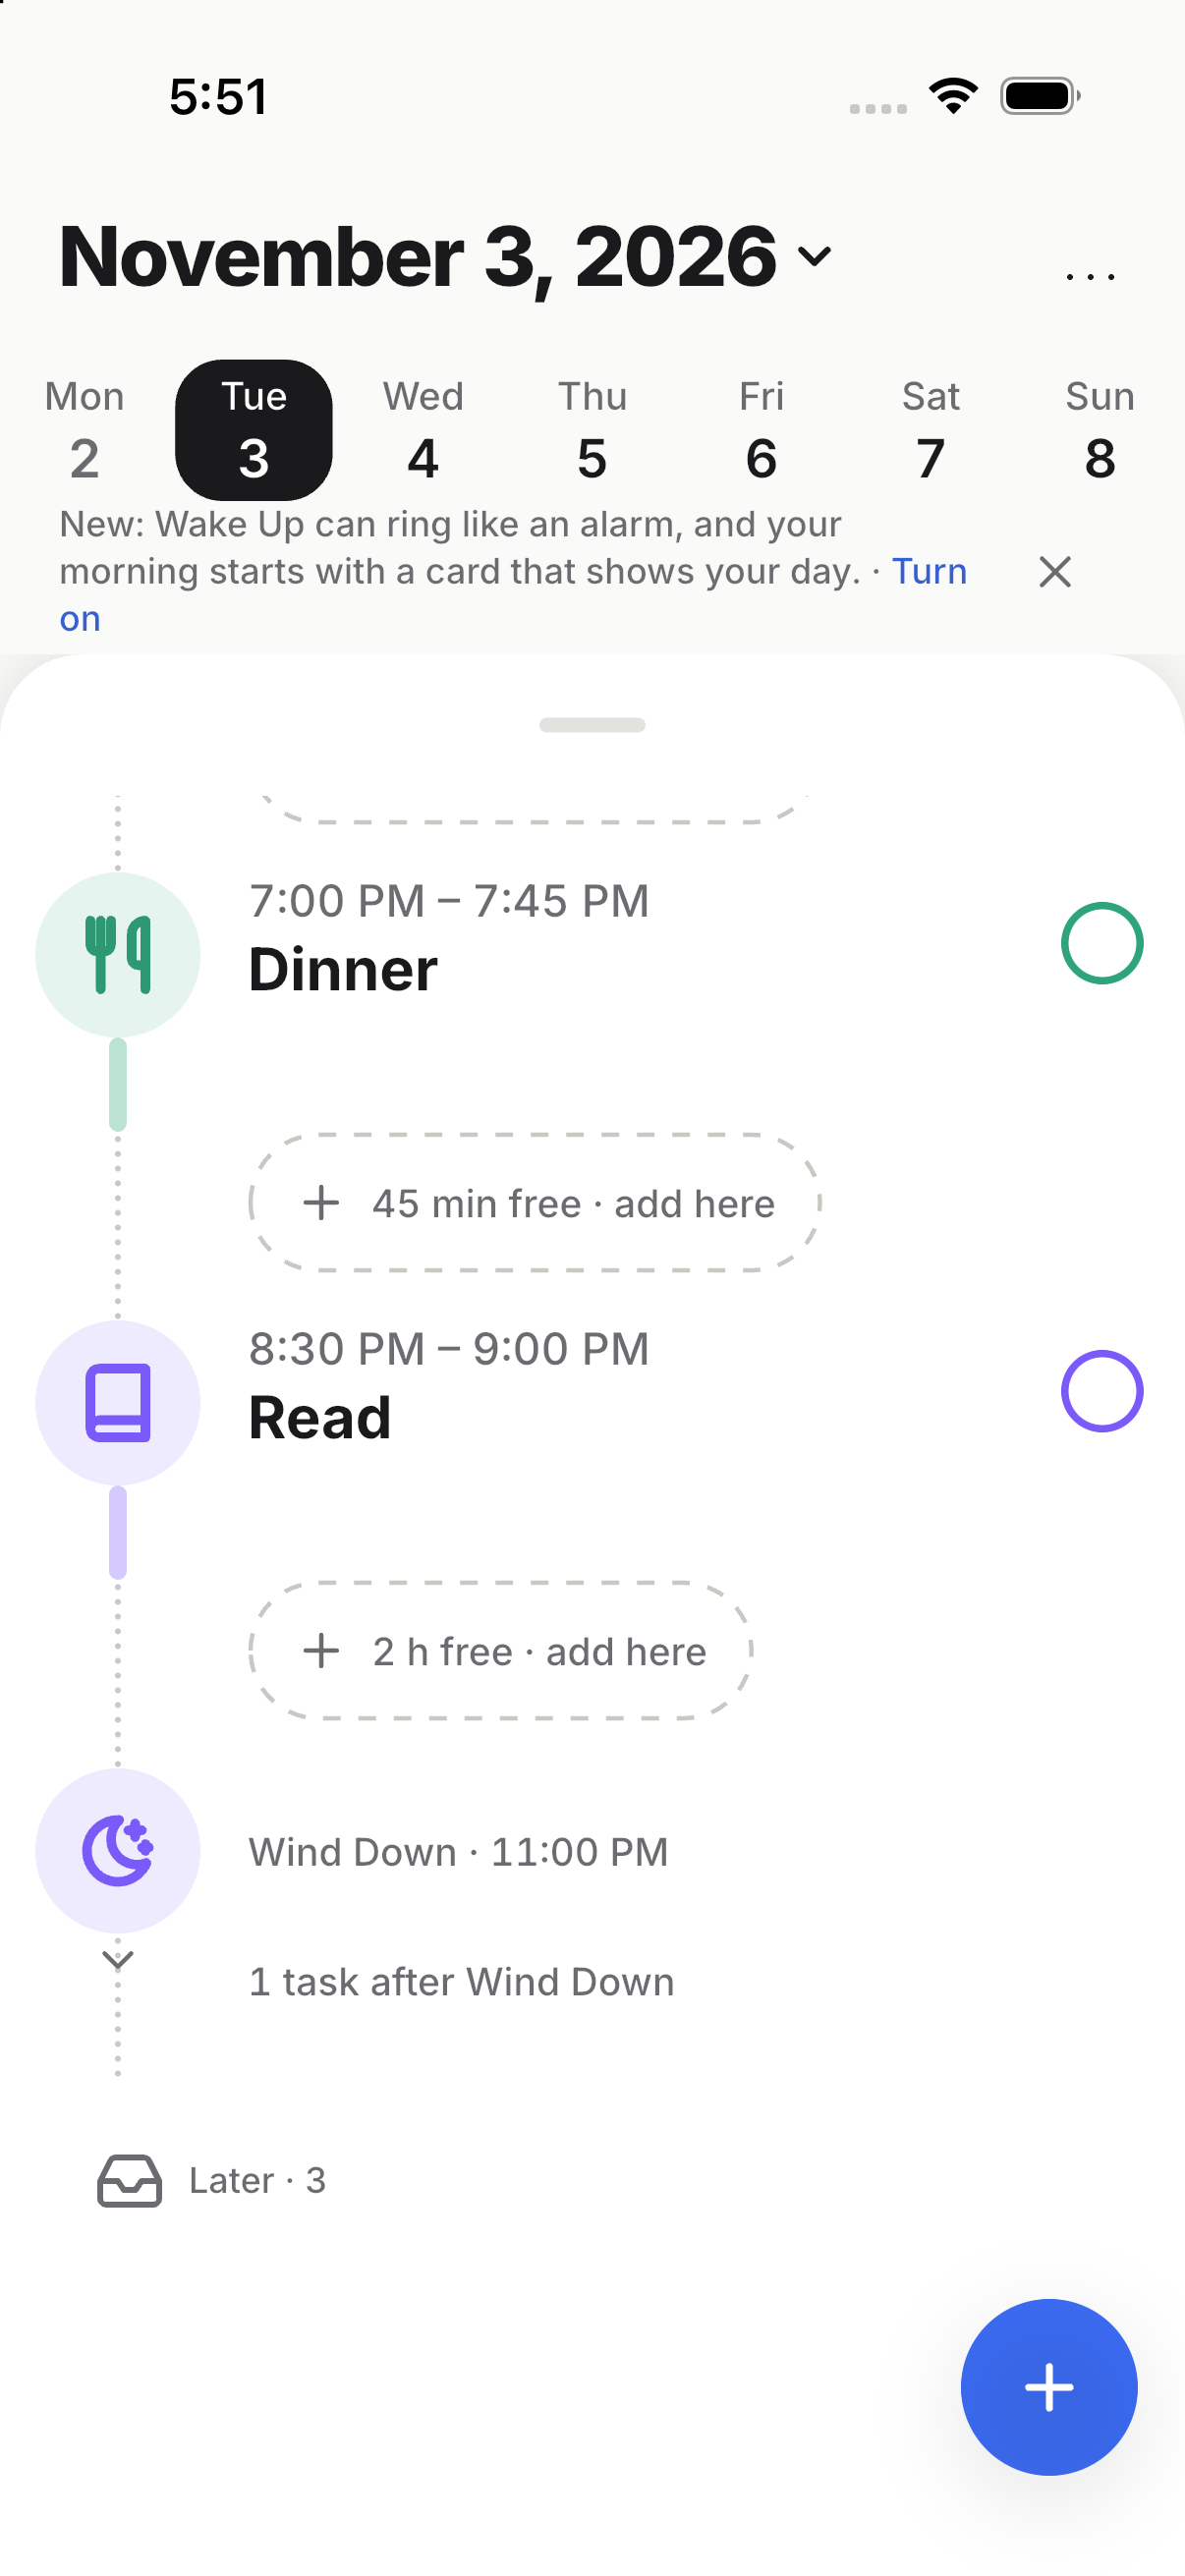 5:51
November 3, 2026
...
Mon Tue Wed Thu Fri Sat Sun
2 3 4 5 6 7 8
New: Wake Up can ring like an alarm, and your
morning starts with a card that shows your day. · Turn
on
7:00 PM – 7:45 PM
Dinner
45 min free · add here
8:30 PM – 9:00 PM
Read
2 h free · add here
Wind Down · 11:00 PM
1 task after Wind Down
Later · 3